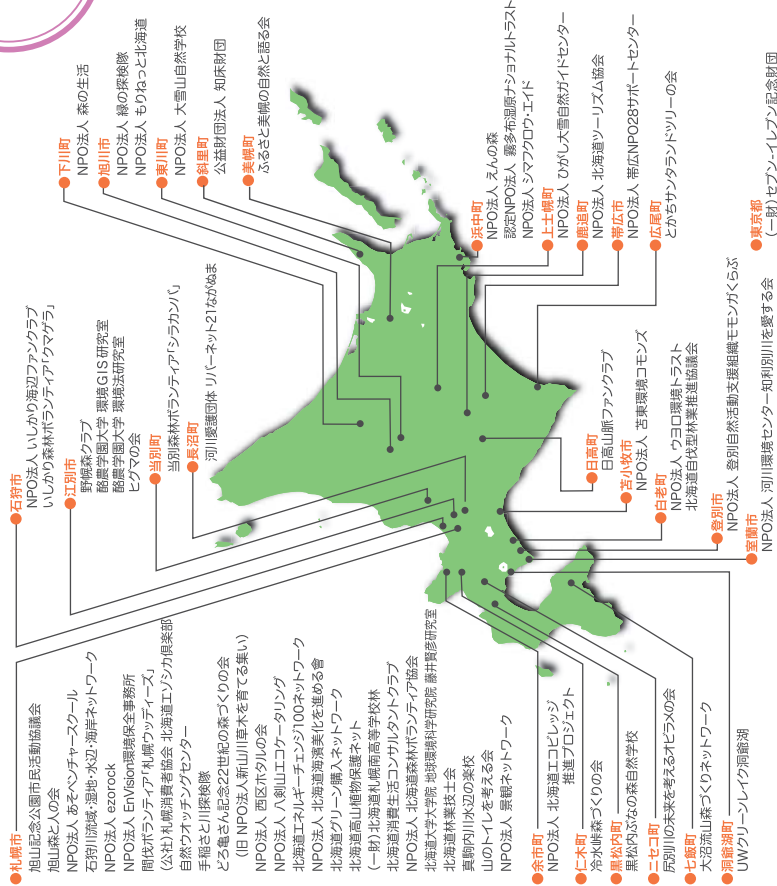 札幌市
旭山記念公園市民活動協議会
旭山森と人の会
NPO法人 あそベンチャースクール
石狩川流域・湿地・水辺・海岸ネットワーク
NPO法人 ezorock
NPO法人 EnVision環境保全事務所
間伐ボランティア「札幌ウッディーズ」
（公社）札幌消費者協会 北海道エゾシカ倶楽部
自然ウオッチングセンター
手稲さと川探検隊
どろ亀さん記念22世紀の森づくりの会
（旧 NPO法人新山川草木を育てる集い）
NPO法人 西区ホタルの会
NPO法人 八剣山エコケータリング
北海道エネルギーチェンジ100ネットワーク
NPO法人 北海道海濱美化を進める會
北海道グリーン購入ネットワーク
北海道高山植物保護ネット
（一財）北海道札幌南高等学校林
北海道消費生活コンサルタントクラブ
NPO法人 北海道森林ボランティア協会
北海道大学大学院 地球環境科学研究院 藤井賢彦研究室
北海道林業技士会
真駒内川水辺の楽校
山のトイレを考える会
NPO法人 景観ネットワーク
余市町
NPO法人 北海道エコビレッジ
推進プロジェクト
仁木町
冷水峠森づくりの会
黒松内町
黒松内ぶなの森自然学校
ニセコ町
尻別川の未来を考えるオビラメの会
七飯町
大沼流山森づくりネットワーク
洞爺湖町
UWクリーンレイク洞爺湖
石狩市
NPO法人 いしかり海辺ファンクラブ
いしかり森林ボランティア「クマゲラ」
江別市
野幌森クラブ
酪農学園大学 環境GIS研究室
酪農学園大学 環境法研究室
ヒグマの会
当別町
当別森林ボランティア「シラカンバ」
長沼町
河川愛護団体 リバーネット21ながぬま
日高町
日高山脈ファンクラブ
苫小牧市
NPO法人 苫東環境コモンズ
白老町
NPO法人 ウヨロ環境トラスト
北海道自伐型林業推進協議会
登別市
NPO法人 登別自然活動支援組織モモンガくらぶ
室蘭市
NPO法人 河川環境センター知利別川を愛する会
下川町
NPO法人 森の生活
旭川市
NPO法人 緑の探検隊
NPO法人 もりねっと北海道
東川町
NPO法人 大雪山自然学校
斜里町
公益財団法人 知床財団
美幌町
ふるさと美幌の自然と語る会
浜中町
NPO法人 えんの森
認定NPO法人 霧多布湿原ナショナルトラスト
NPO法人 シマフクロウ・エイド
上士幌町
NPO法人 ひがし大雪自然ガイドセンター
鹿追町
NPO法人 北海道ツーリズム協会
帯広市
NPO法人 帯広NPO28サポートセンター
広尾町
とかちサンタランドツリーの会
東京都
（一財）セブン-イレブン記念財団